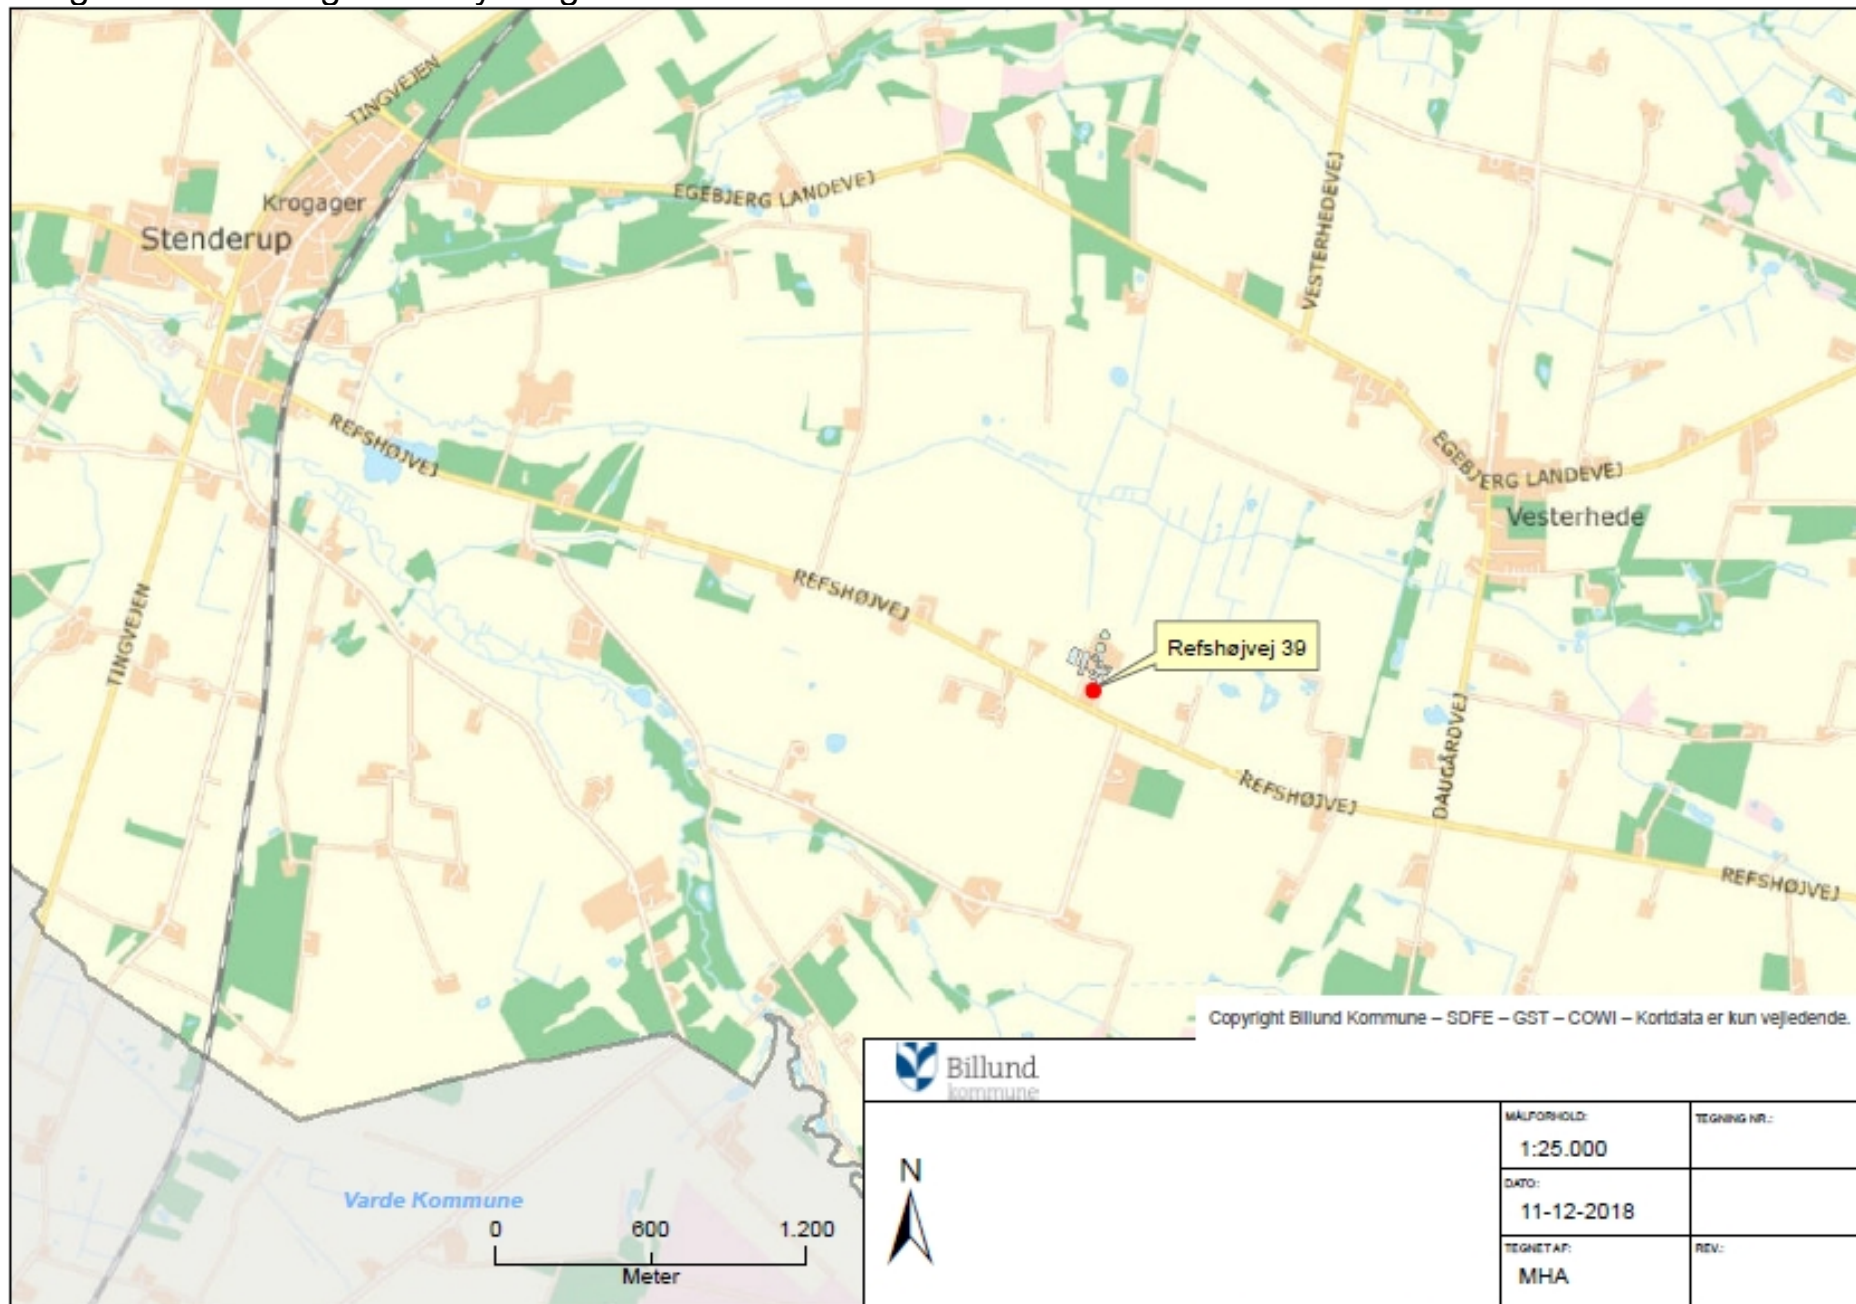 TINGVEJEN
Krogager
Stenderup
EGEBJERG LANDEVEJ
VESTERHEDEVEJ
REFSHØJVEJ
EGEBJERG LANDEVEJ
Vesterhede
TINGVEJEN
REFSHØJVEJ
Refshøjvej 39
DAUGÅRDVEJ
REFSHØJVEJ
REFSHØJVEJ
Copyright Billund Kommune – SDFE – GST – COWI – Kortdata er kun vejledende.
Billund
kommune
Varde Kommune
0 600 1.200
Meter
N
MÅLFORHOLD:
1:25.000
TEGNING NR.:
DATO:
11-12-2018
TEGNET AF:
MHA
REV.: